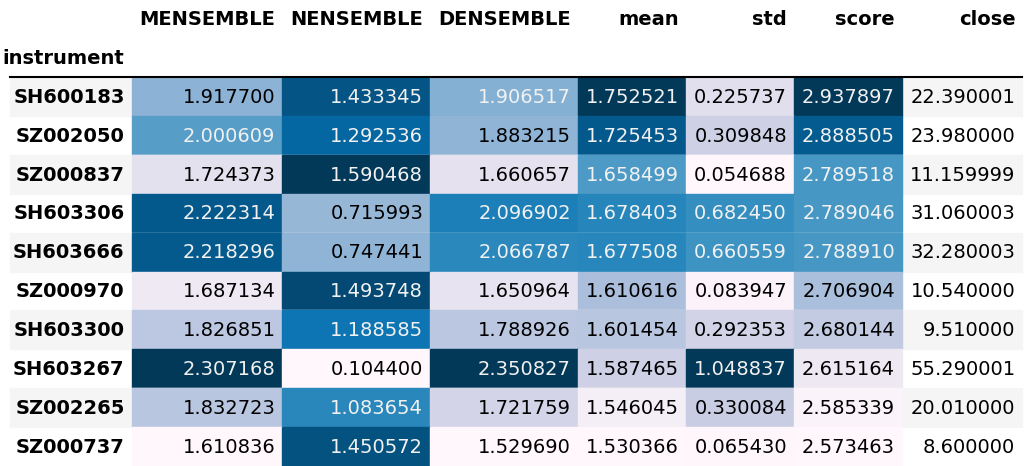 MENSEMBLE NENSEMBLE DENSEMBLE mean std score close
instrument
SH600183 1.917700 1.433345 1.906517 1.752521 0.225737 2.937897 22.390001
SZ002050 2.000609 1.292536 1.883215 1.725453 0.309848 2.888505 23.980000
SZ000837 1.724373 1.590468 1.660657 1.658499 0.054688 2.789518 11.159999
SH603306 2.222314 0.715993 2.096902 1.678403 0.682450 2.789046 31.060003
SH603666 2.218296 0.747441 2.066787 1.677508 0.660559 2.788910 32.280003
SZ000970 1.687134 1.493748 1.650964 1.610616 0.083947 2.706904 10.540000
SH603300 1.826851 1.188585 1.788926 1.601454 0.292353 2.680144 9.510000
SH603267 2.307168 0.104400 2.350827 1.587465 1.048837 2.615164 55.290001
SZ002265 1.832723 1.083654 1.721759 1.546045 0.330084 2.585339 20.010000
SZ000737 1.610836 1.450572 1.529690 1.530366 0.065430 2.573463 8.600000